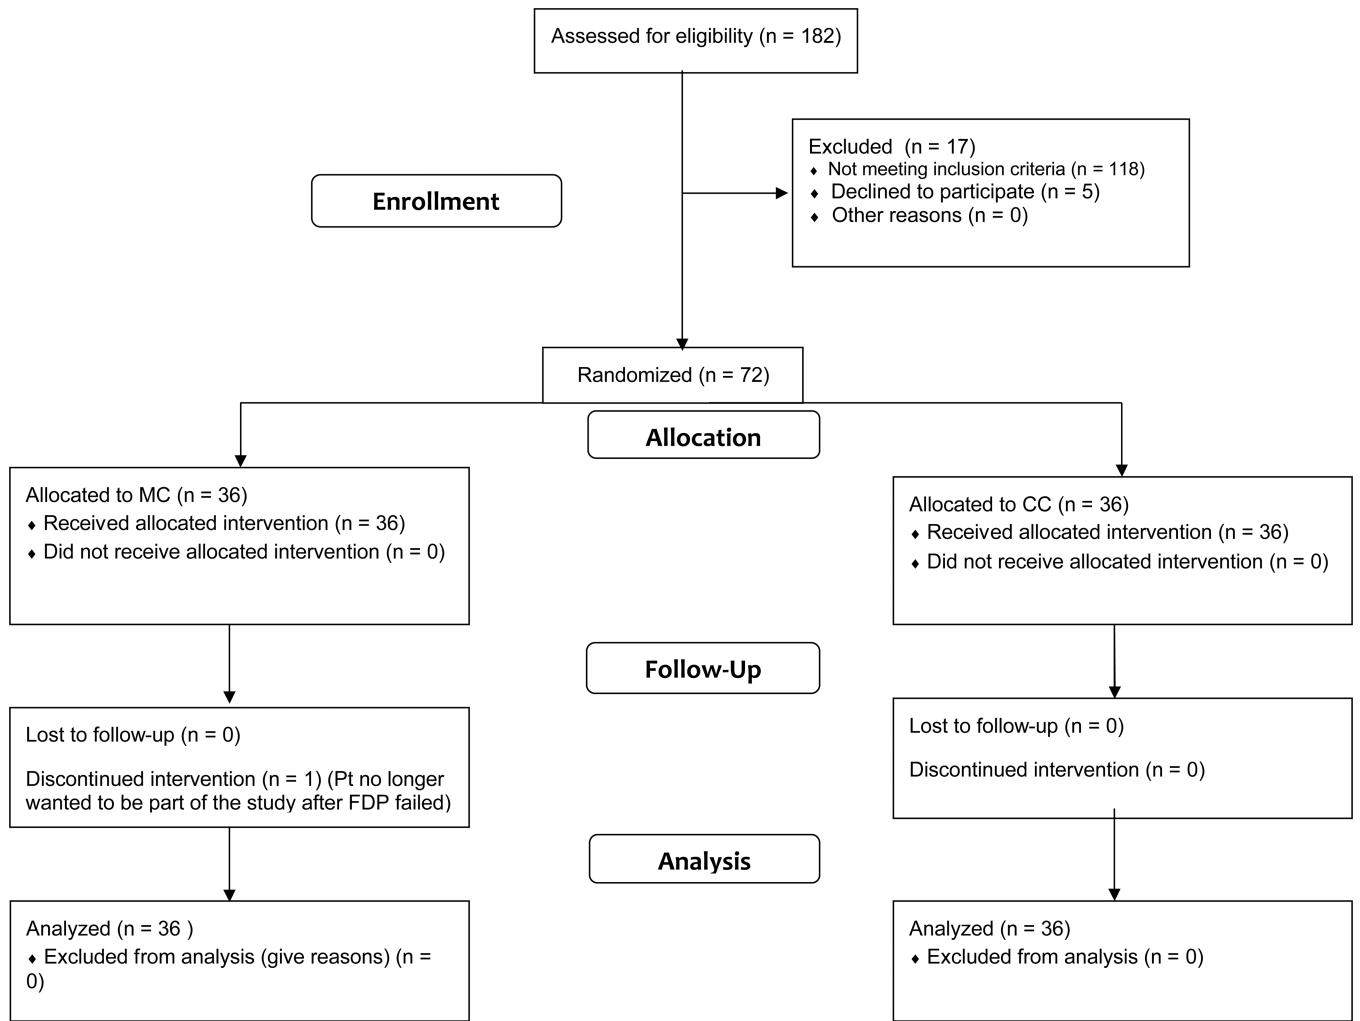 Assessed for eligibility (n = 182)
Excluded  (n = 17)
♦ Not meeting inclusion criteria (n = 118)
♦ Declined to participate (n = 5)
♦ Other reasons (n = 0)
Enrollment
Randomized (n = 72)
Allocation
Allocated to MC (n = 36)
♦ Received allocated intervention (n = 36)
♦ Did not receive allocated intervention (n = 0)
Allocated to CC (n = 36)
♦ Received allocated intervention (n = 36)
♦ Did not receive allocated intervention (n = 0)
Follow-Up
Lost to follow-up (n = 0)
Discontinued intervention (n = 1) (Pt no longer
wanted to be part of the study after FDP failed)
Lost to follow-up (n = 0)
Discontinued intervention (n = 0)
Analysis
Analyzed (n = 36 )
♦ Excluded from analysis (give reasons) (n =
0)
Analyzed (n = 36)
♦ Excluded from analysis (n = 0)